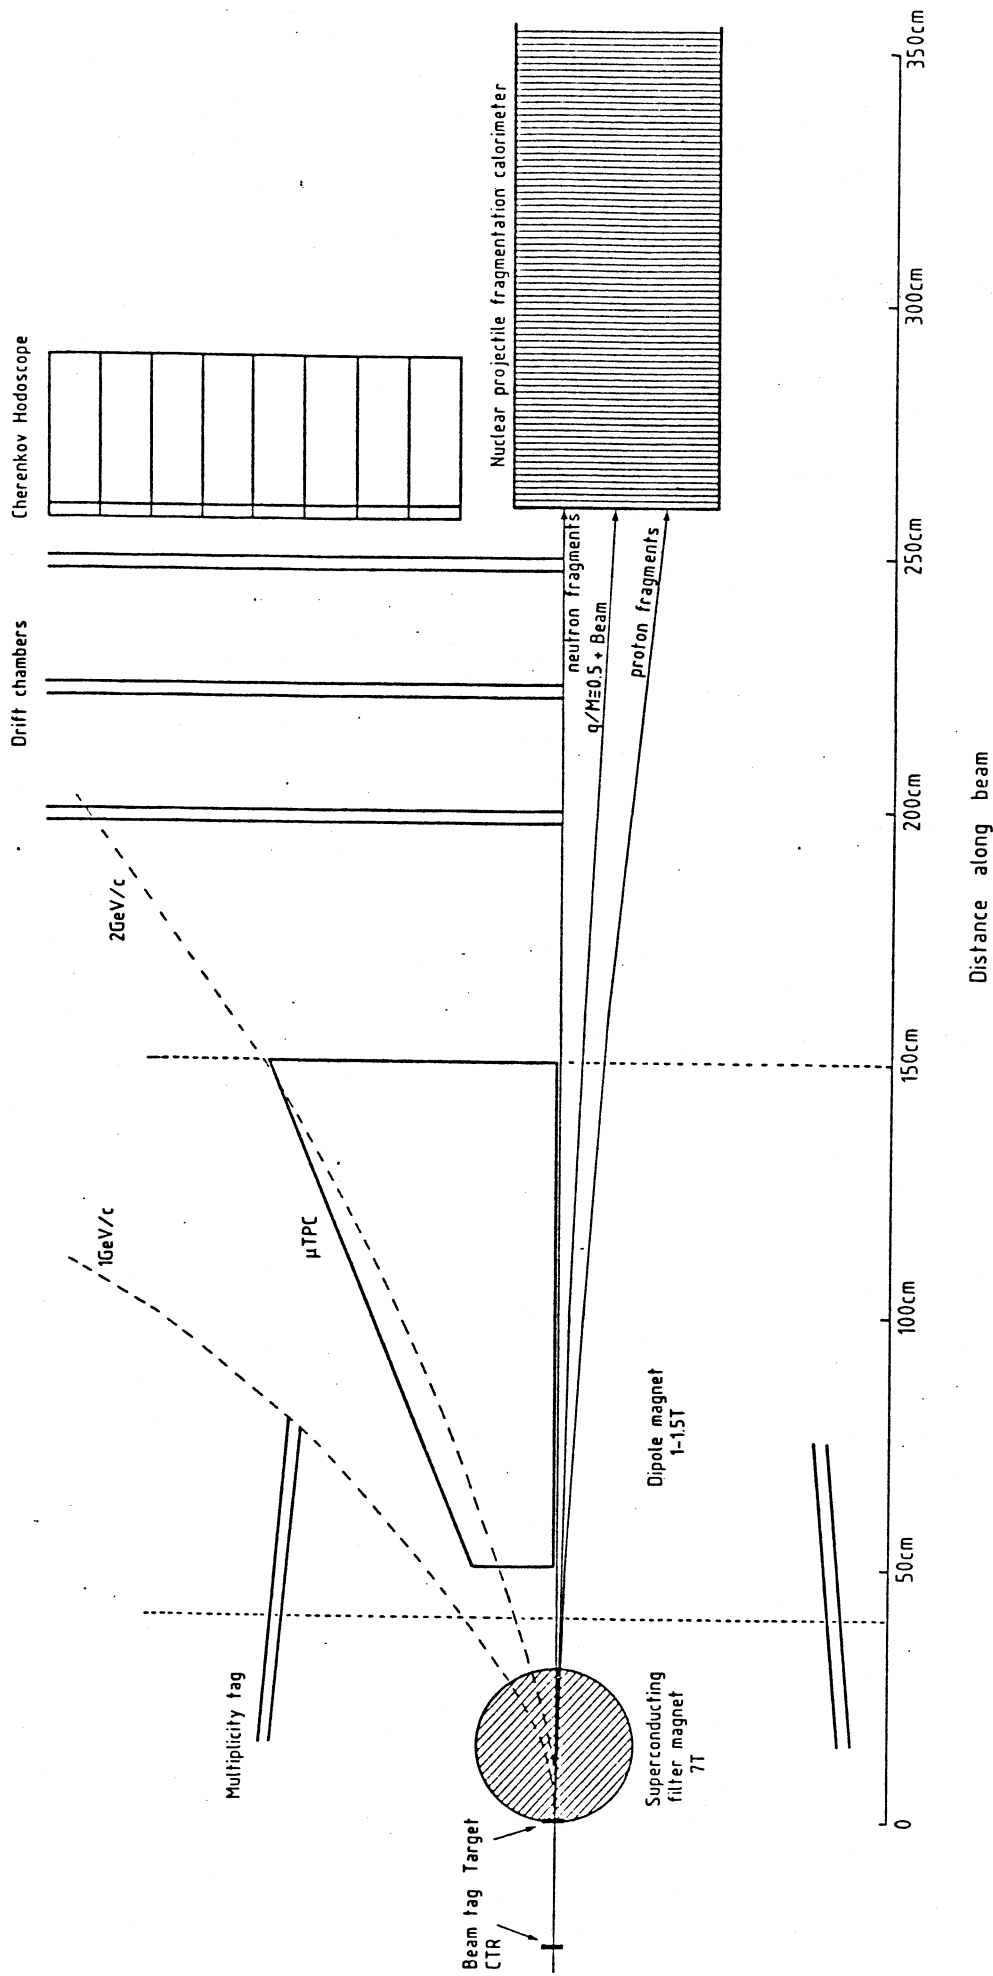 Cherenkov Hodoscope
Drift chambers
Nuclear projectile fragmentation calorimeter
2GeV/c
1GeV/c
μTPC
neutron fragments
q/M≡0.5 + Beam
proton fragments
Multiplicity tag
Dipole magnet
1-1.5T
Superconducting
filter magnet
7T
Beam tag Target
CTR
0
50cm
100cm
150cm
200cm
250cm
300cm
350cm
Distance along beam